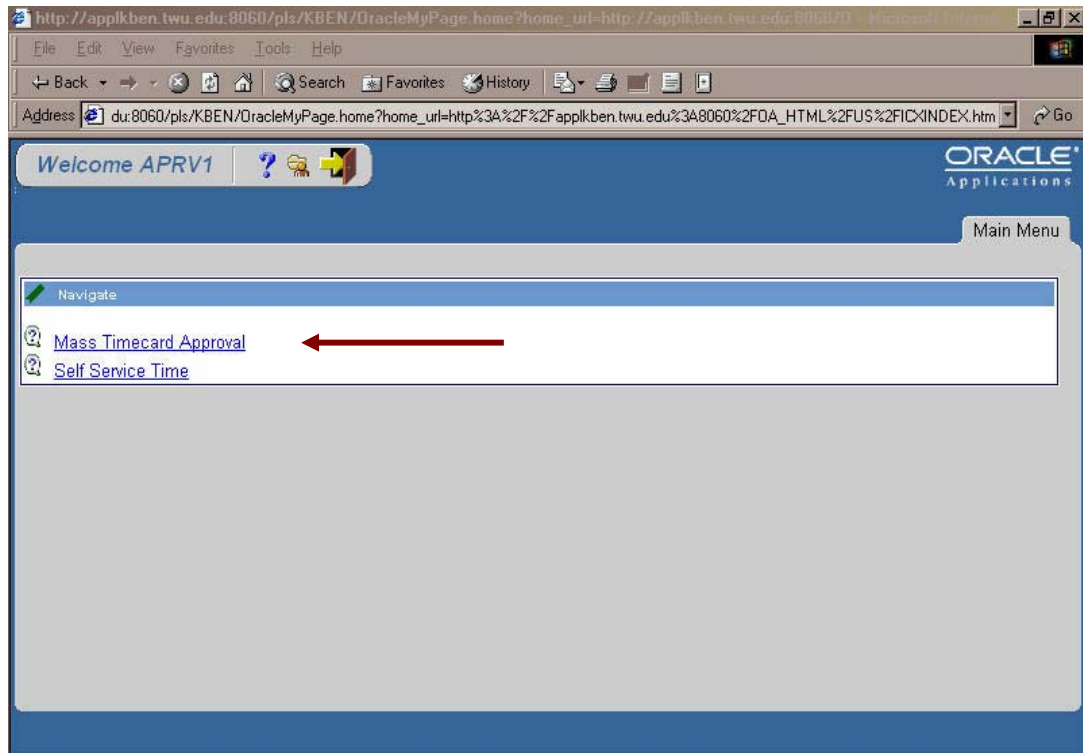 http://applkben.twu.edu:8060/pls/KBEN/OracleMyPage.home?home_url=http://applkben.twu.edu:8060/O - Microsoft Internet
File Edit View Favorites Tools Help
Back Search Favorites History
Address du:8060/pls/KBEN/OracleMyPage.home?home_url=http%3A%2F%2Fapplkben.twu.edu%3A8060%2FOA_HTML%2FUS%2FICXINDEX.htm Go
Welcome APRV1 ? ORACLE
Applications
Main Menu
Navigate
? Mass Timecard Approval
? Self Service Time